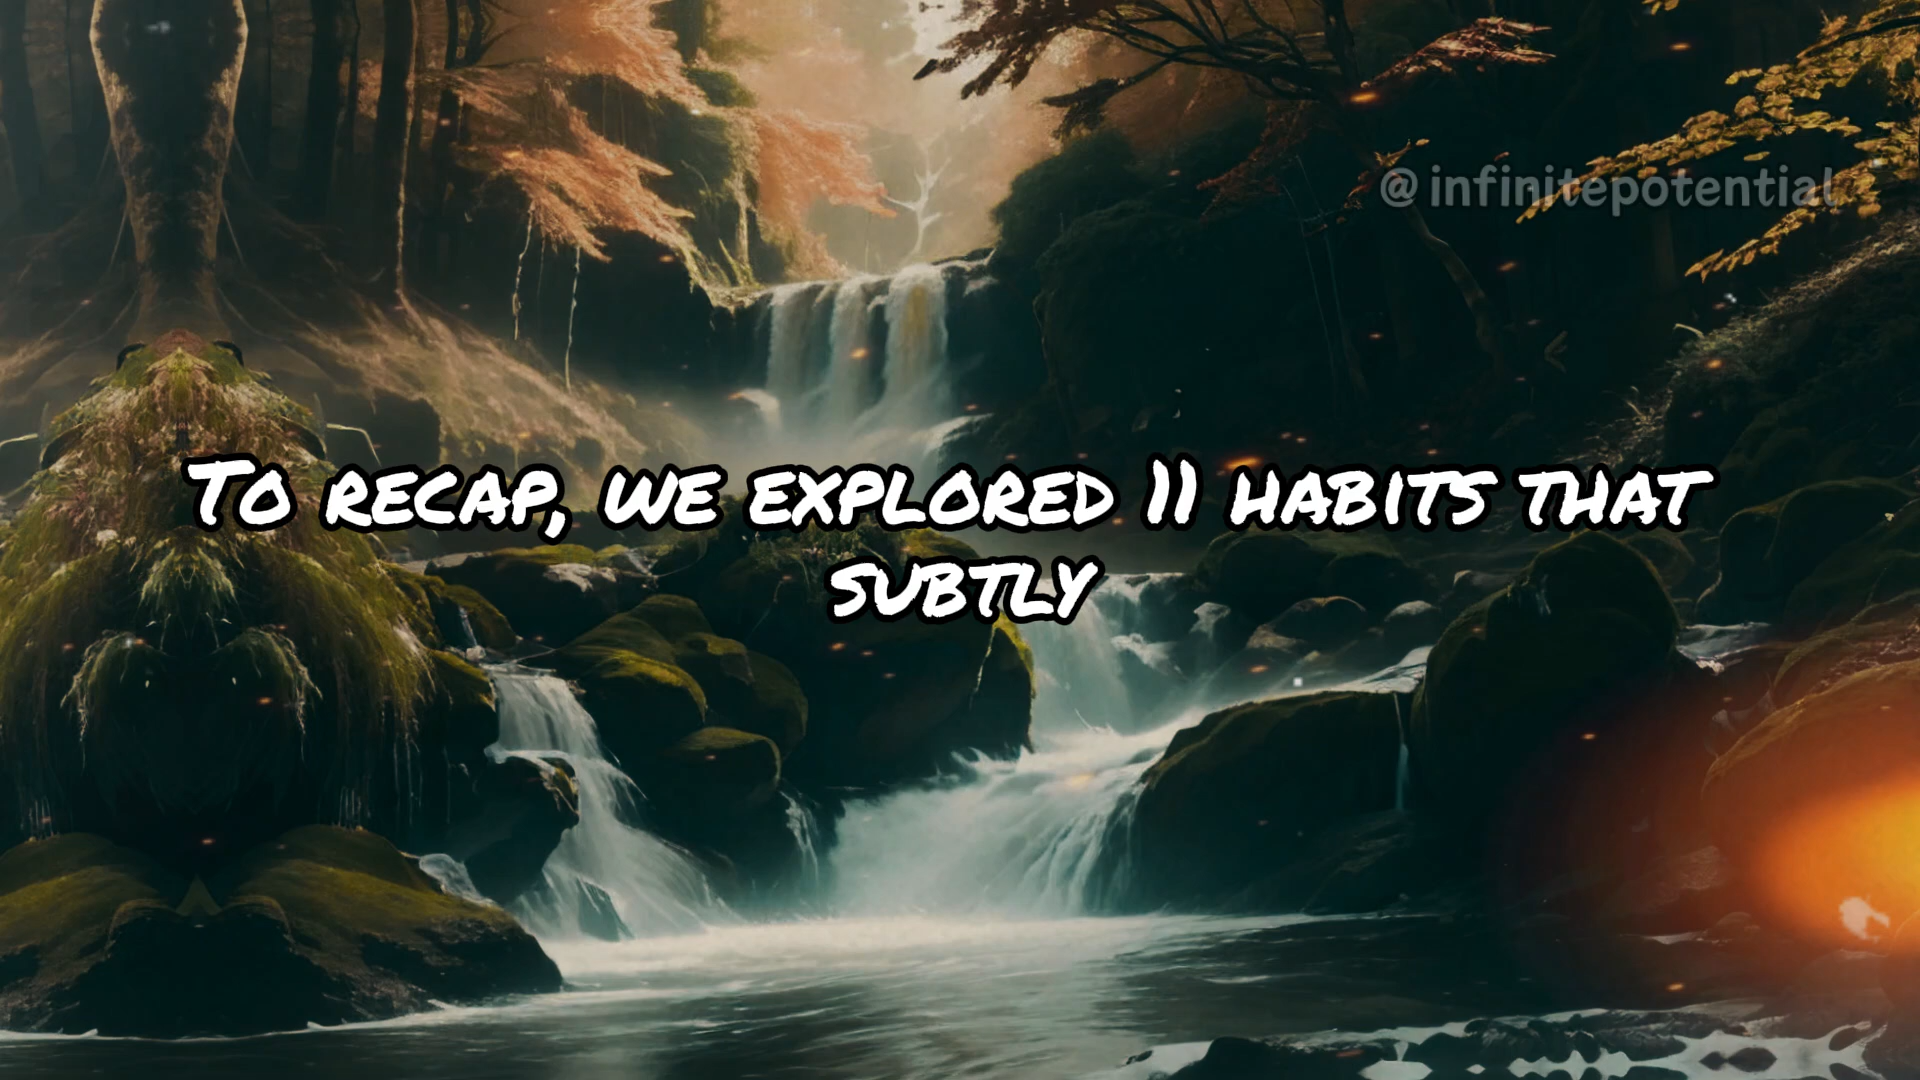 @infinitepotential
To recap, we explored 11 habits that
subtly